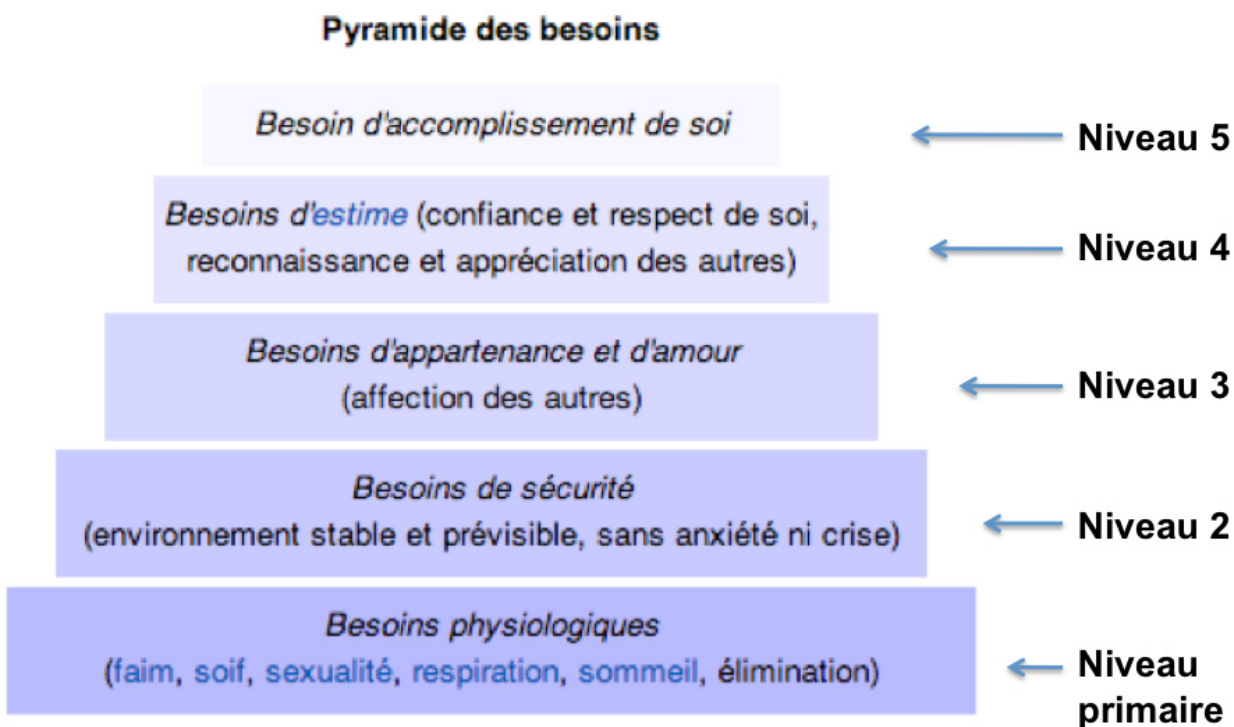 Pyramide des besoins
Besoin d'accomplissement de soi
Niveau 5
Besoins d'estime (confiance et respect de soi,
reconnaissance et appréciation des autres)
Niveau 4
Besoins d'appartenance et d'amour
(affection des autres)
Niveau 3
Besoins de sécurité
(environnement stable et prévisible, sans anxiété ni crise)
Niveau 2
Besoins physiologiques
(faim, soif, sexualité, respiration, sommeil, élimination)
Niveau
primaire